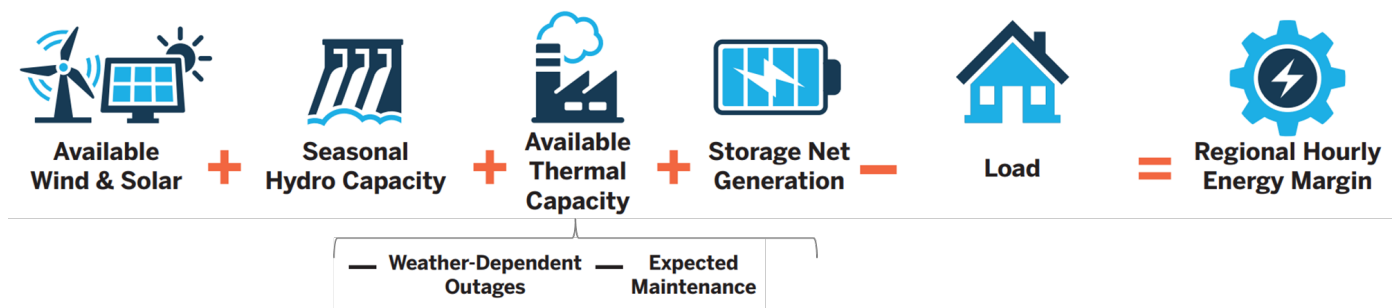 Available
Wind & Solar
+
Seasonal
Hydro Capacity
+
Available
Thermal
Capacity
+
Storage Net
Generation
−
Load
=
Regional Hourly
Energy Margin
— Weather-Dependent
Outages
— Expected
Maintenance